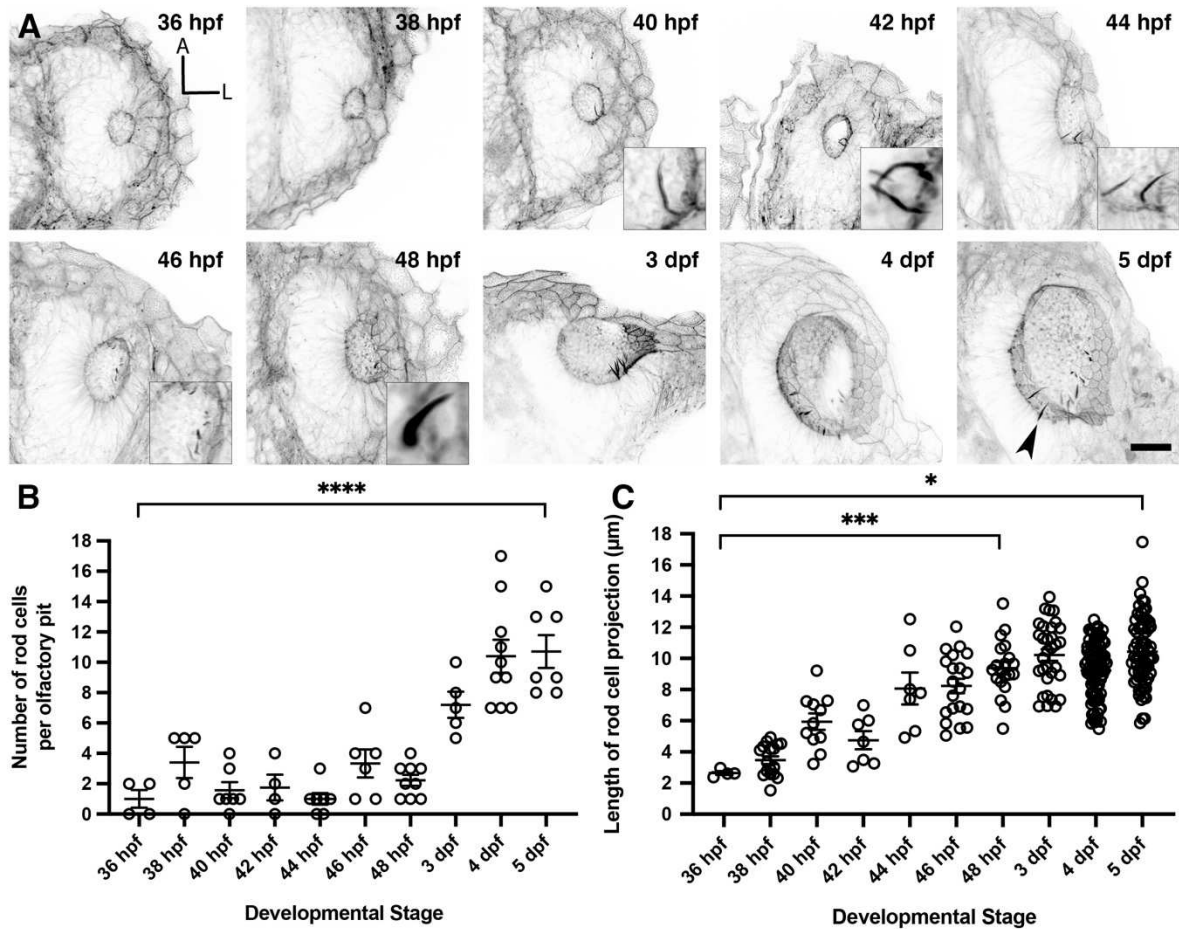 A
36 hpf
38 hpf
40 hpf
42 hpf
44 hpf
A
L
46 hpf
48 hpf
3 dpf
4 dpf
5 dpf
B
****
Number of rod cells
per olfactory pit
18
16
14
12
10
8
6
4
2
0
36 hpf
38 hpf
40 hpf
42 hpf
44 hpf
46 hpf
48 hpf
3 dpf
4 dpf
5 dpf
Developmental Stage
C
*
***
Length of rod cell projection (µm)
18
16
14
12
10
8
6
4
2
0
36 hpf
38 hpf
40 hpf
42 hpf
44 hpf
46 hpf
48 hpf
3 dpf
4 dpf
5 dpf
Developmental Stage